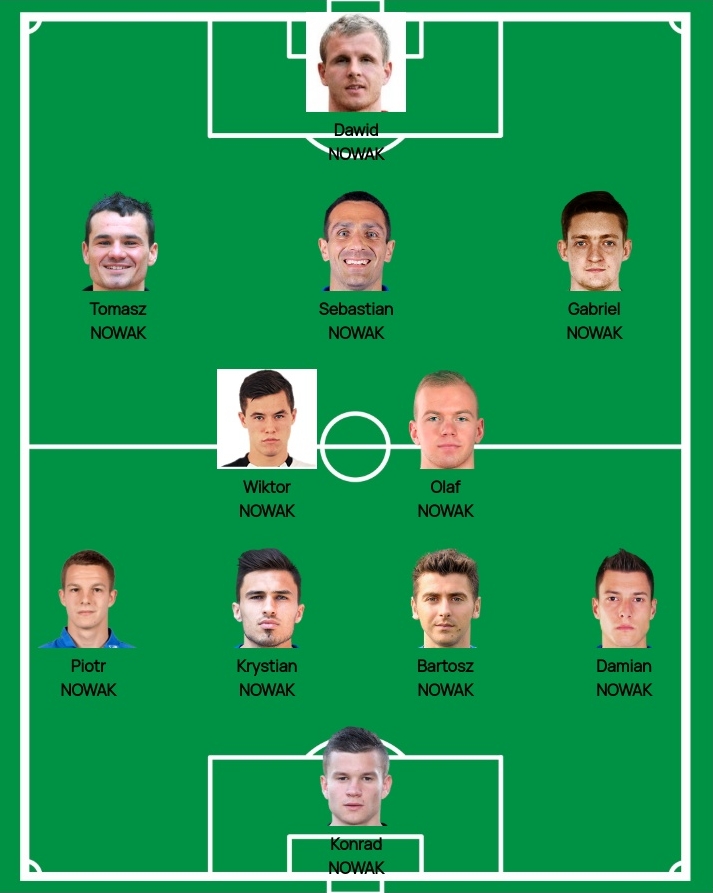 Dawid
NOWAK
Tomasz
NOWAK
Sebastian
NOWAK
Gabriel
NOWAK
Wiktor
NOWAK
Olaf
NOWAK
Piotr
NOWAK
Krystian
NOWAK
Bartosz
NOWAK
Damian
NOWAK
Konrad
NOWAK